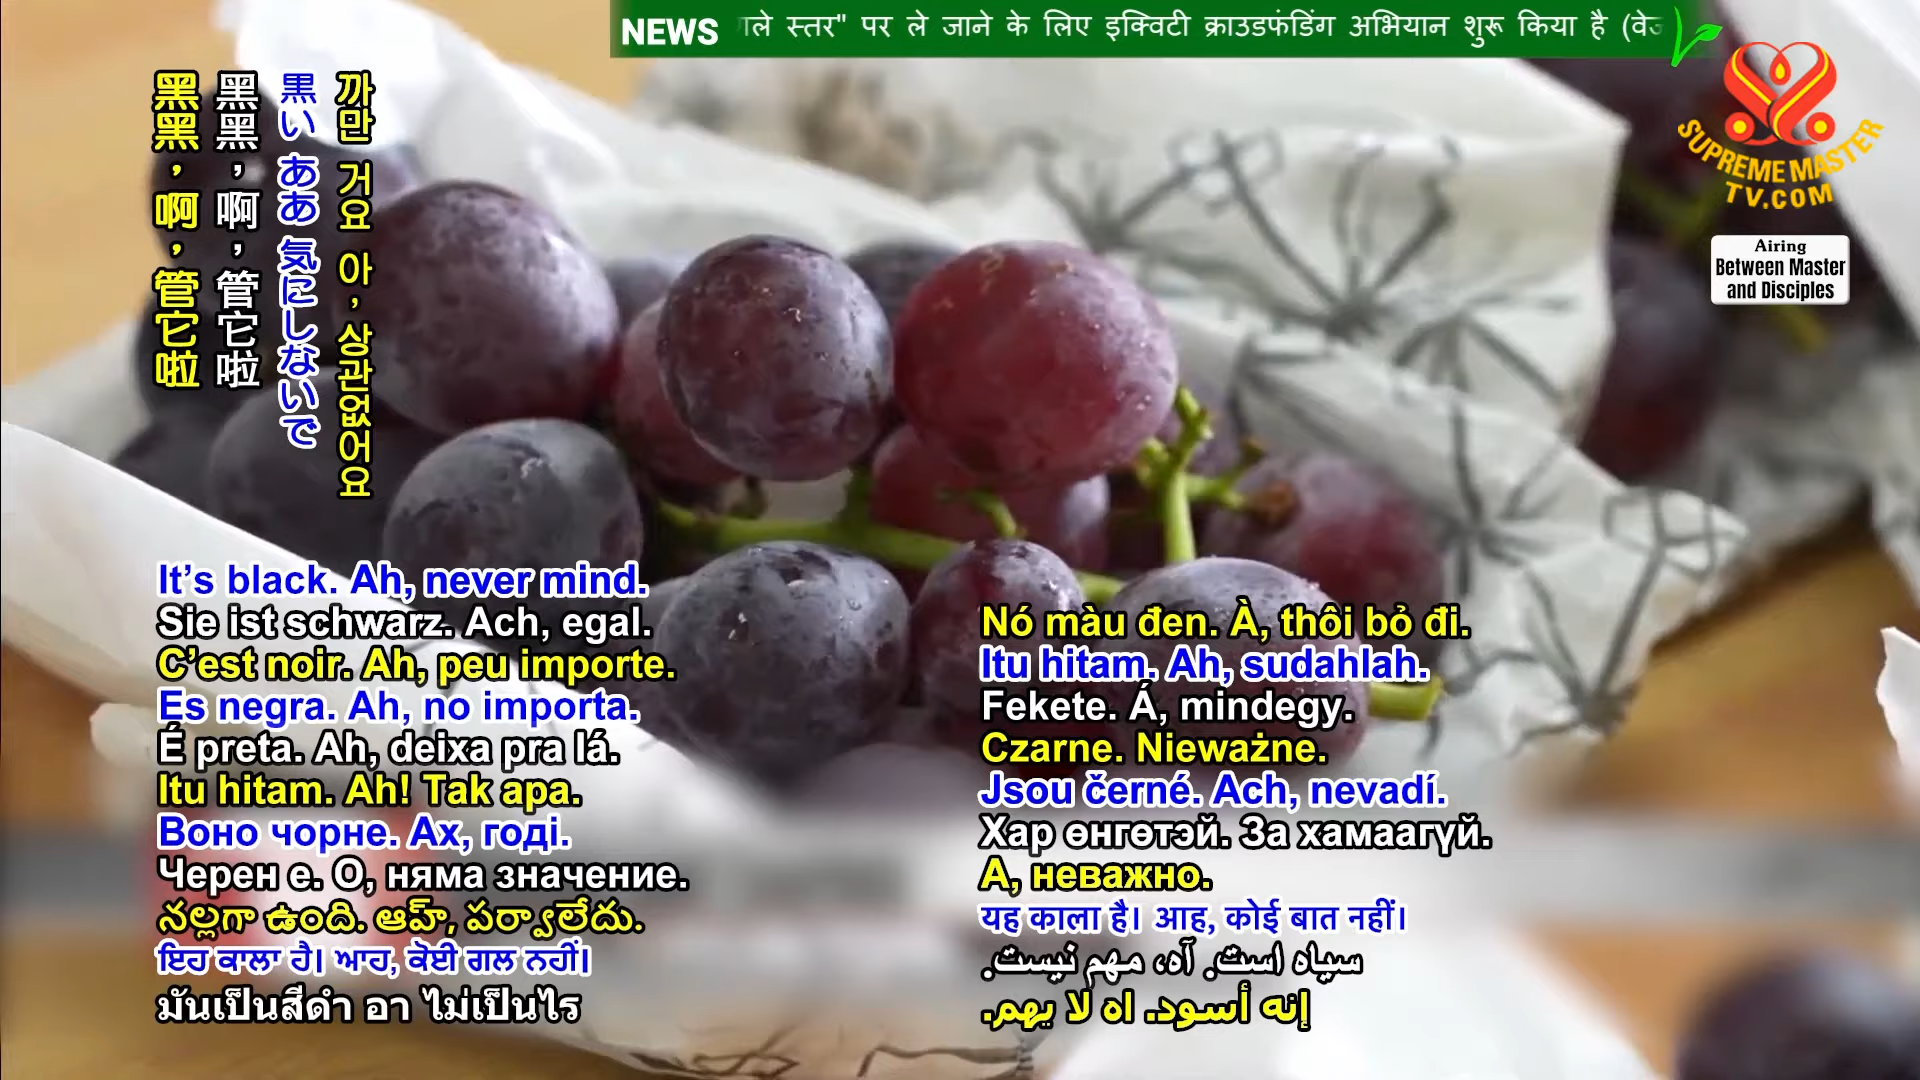 NEWS
स्तर" पर ले जाने के लिए इक्विटी क्राउडफंडिंग अभियान शुरू किया है
SUPREME MASTER
TV.COM
Airing
Between Master
and Disciples
黑黑，啊，管它啦
黑黑，啊，管它啦
黒い ああ 気にしないで
까만 거요 아, 상관없어요
It’s black. Ah, never mind.
Sie ist schwarz. Ach, egal.
C’est noir. Ah, peu importe.
Es negra. Ah, no importa.
É preta. Ah, deixa pra lá.
Itu hitam. Ah! Tak apa.
Воно чорне. Ах, годі.
Черен е. О, няма значение.
నల్లగా ఉంది. ఆహ్, పర్వాలేదు.
ਇਹ ਕਾਲਾ ਹੈ। ਆਹ, ਕੋਈ ਗਲ ਨਹੀਂ।
มันเป็นสีดำ อา ไม่เป็นไร
Nó màu đen. À, thôi bỏ đi.
Itu hitam. Ah, sudahlah.
Fekete. Á, mindegy.
Czarne. Nieważne.
Jsou černé. Ach, nevadí.
Хар өнгөтэй. За хамаагүй.
А, неважно.
यह काला है। आह, कोई बात नहीं।
سیاه است. آه، مهم نیست.
إنه أسود. اه لا يهم.